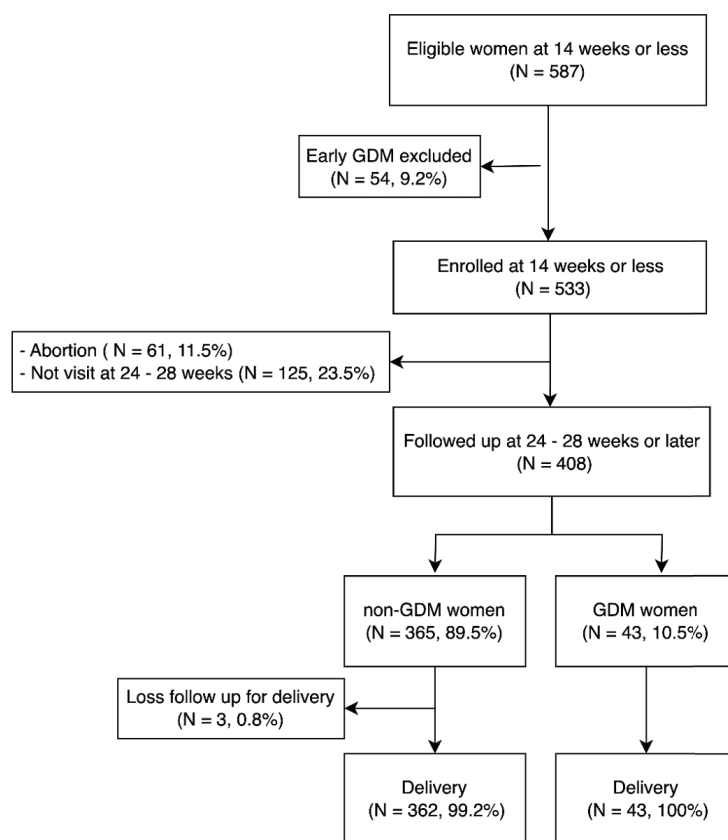 Eligible women at 14 weeks or less
(N = 587)
Early GDM excluded
(N = 54, 9.2%)
Enrolled at 14 weeks or less
(N = 533)
- Abortion ( N = 61, 11.5%)
- Not visit at 24 - 28 weeks (N = 125, 23.5%)
Followed up at 24 - 28 weeks or later
(N = 408)
non-GDM women
(N = 365, 89.5%)
GDM women
(N = 43, 10.5%)
Loss follow up for delivery
(N = 3, 0.8%)
Delivery
(N = 362, 99.2%)
Delivery
(N = 43, 100%)